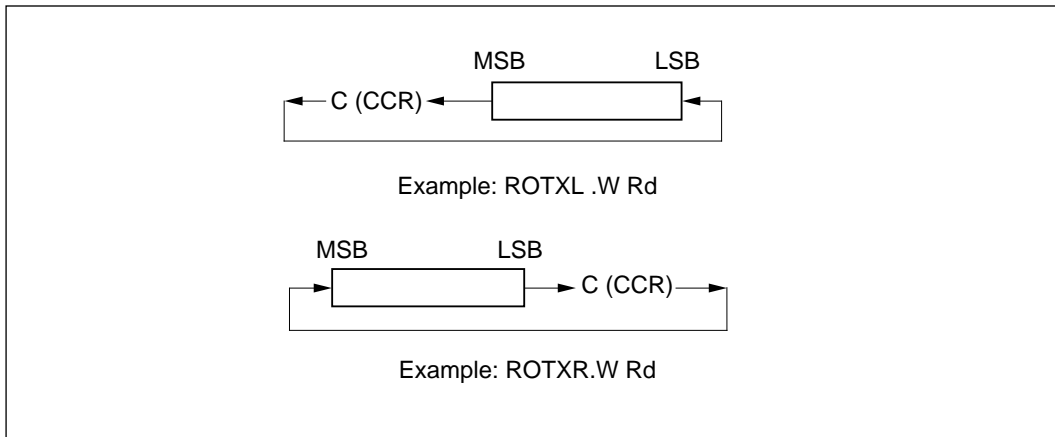 MSB LSB
C (CCR)
Example: ROTXL .W Rd
MSB LSB
C (CCR)
Example: ROTXR.W Rd